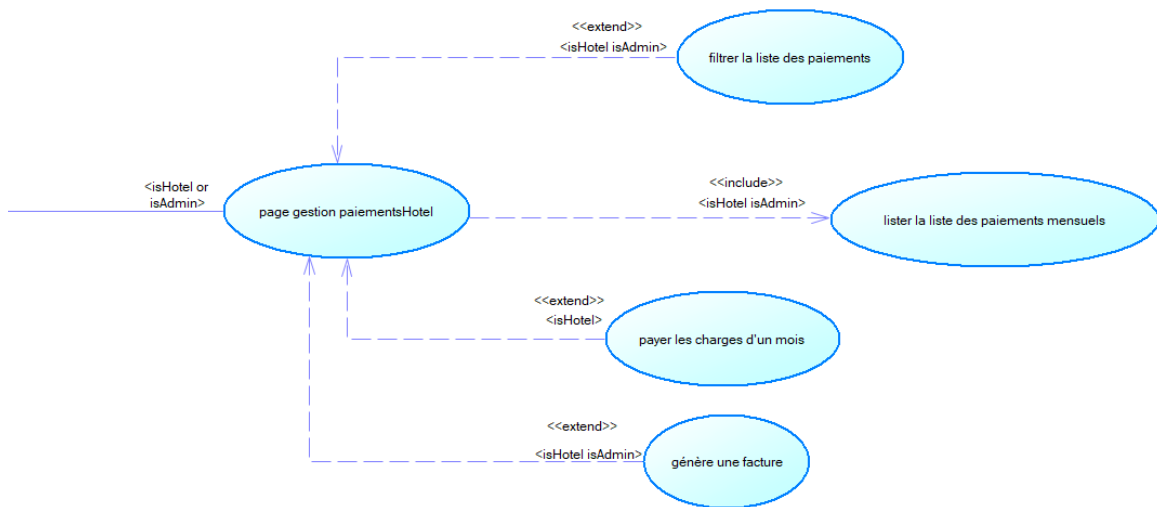 <<extend>>
<isHotel isAdmin>
filtrer la liste des paiements
<isHotel or
isAdmin>
page gestion paiementsHotel
<<include>>
<isHotel isAdmin>
lister la liste des paiements mensuels
<<extend>>
<isHotel>
payer les charges d'un mois
<<extend>>
<isHotel isAdmin>
génère une facture